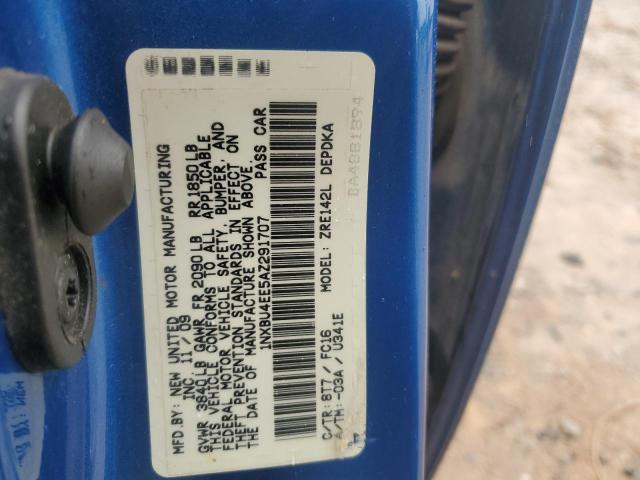 MFD.BY: NEW UNITED MOTOR MANUFACTURING
INC. 11/09
GVWR 3840LB GAWR FR 2090LB RR 1850LB
THIS VEHICLE CONFORMS TO ALL APPLICABLE
FEDERAL MOTOR VEHICLE SAFETY, BUMPER, AND
THEFT PREVENTION STANDARDS IN EFFECT ON
THE DATE OF MANUFACTURE SHOWN ABOVE.
1NXBU4EE5AZ291707 PASS CAR
C/TR: 8T7 / FC16 MODEL: ZRE142L DEPDKA
A/TM: -03A / U341E